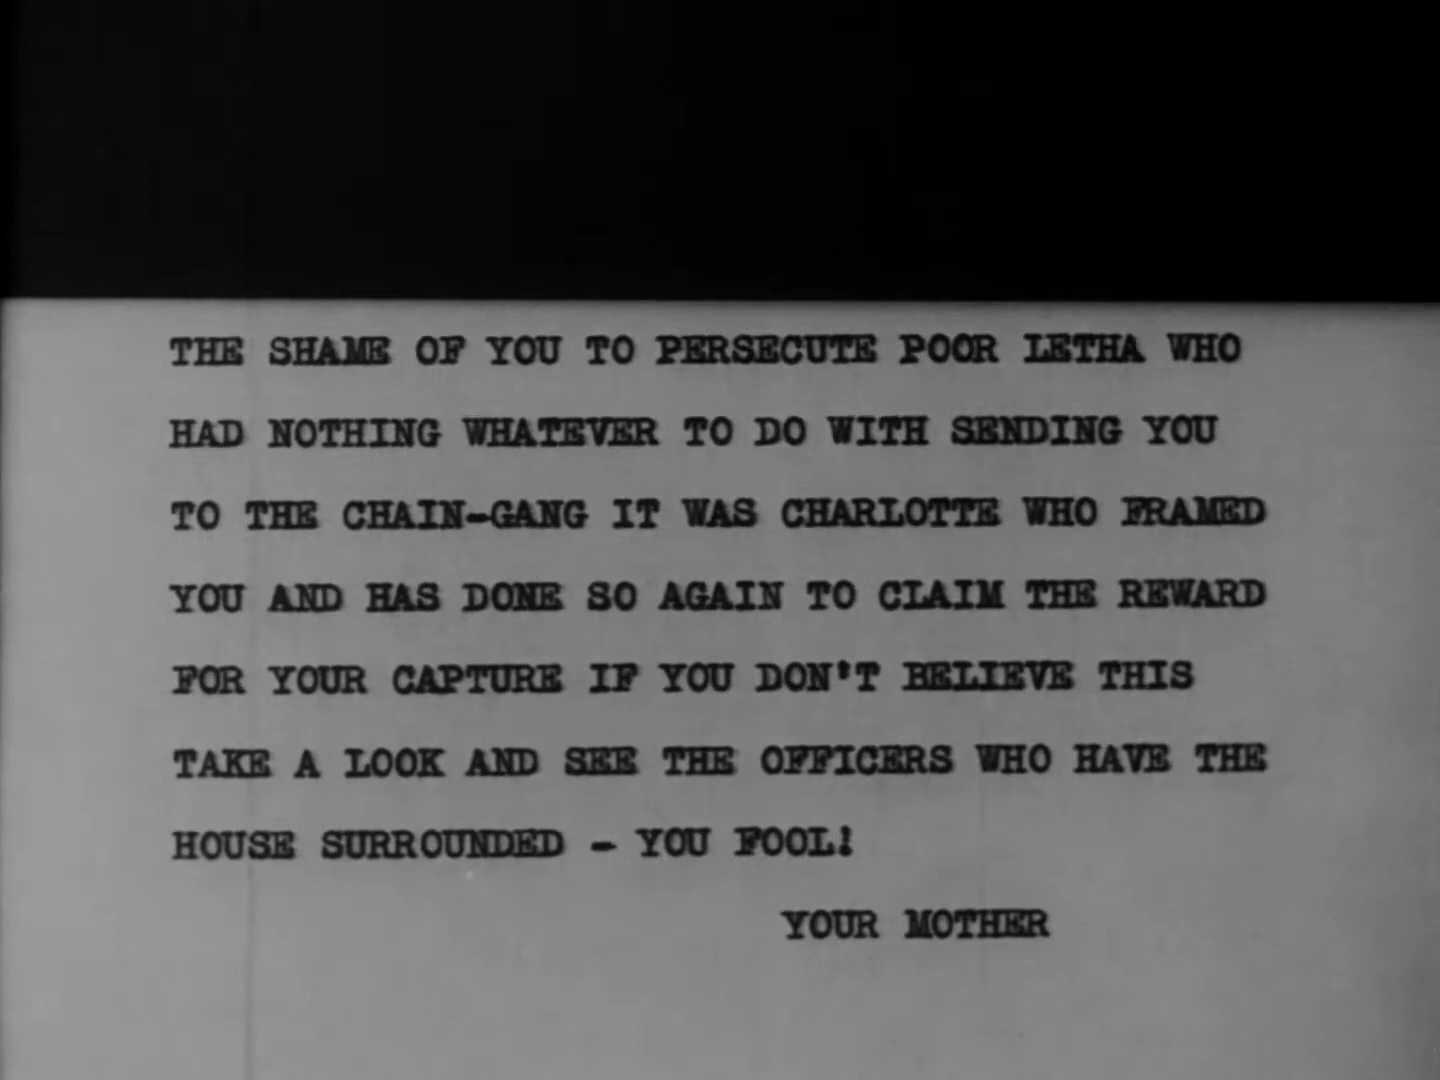 THE SHAME OF YOU TO PERSECUTE POOR LETHA WHO
HAD NOTHING WHATEVER TO DO WITH SENDING YOU
TO THE CHAIN-GANG IT WAS CHARLOTTE WHO FRAMED
YOU AND HAS DONE SO AGAIN TO CLAIM THE REWARD
FOR YOUR CAPTURE IF YOU DON'T BELIEVE THIS
TAKE A LOOK AND SEE THE OFFICERS WHO HAVE THE
HOUSE SURROUNDED - YOU FOOL!
YOUR MOTHER